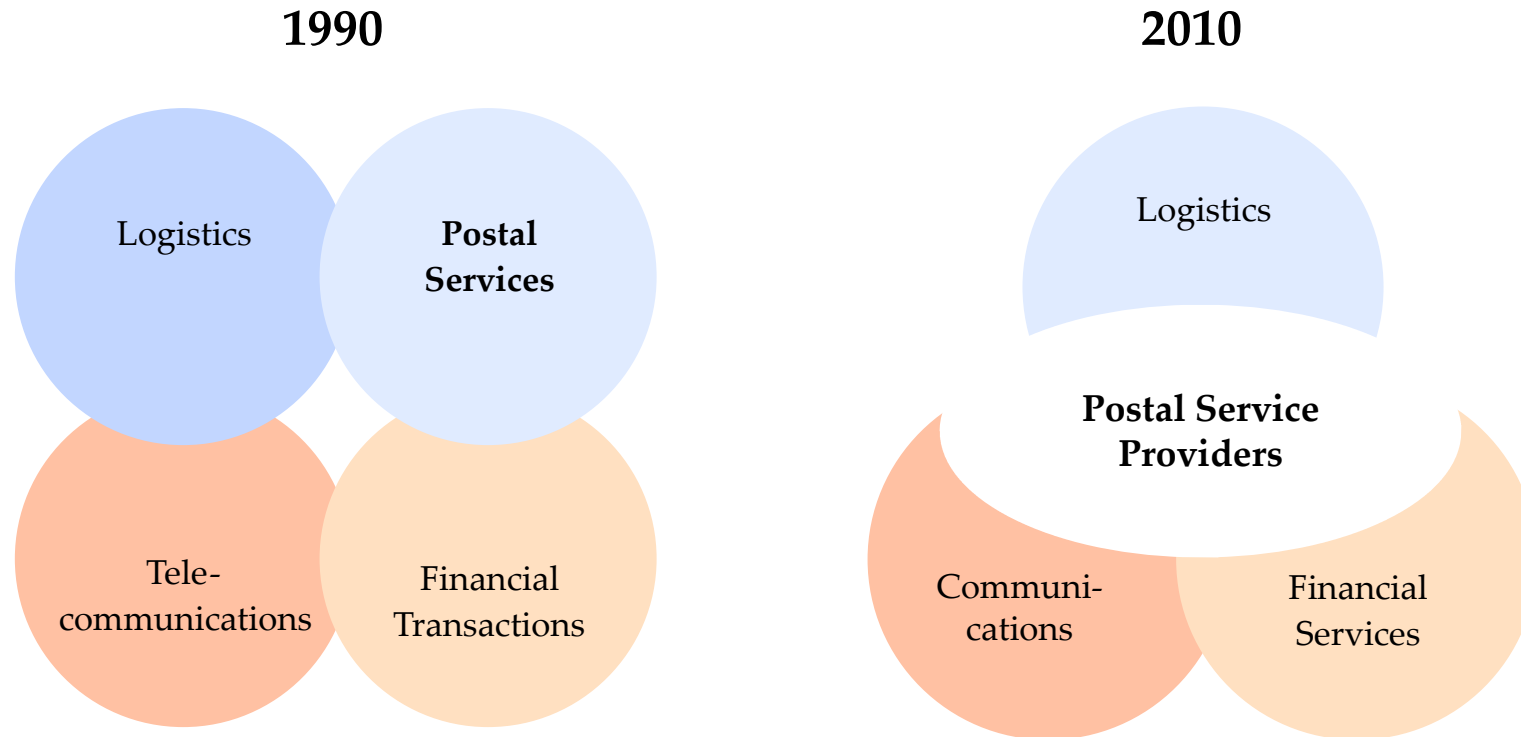 1990
Logistics
Postal
Services
Tele-
communications
Financial
Transactions
2010
Logistics
Postal Service
Providers
Communi-
cations
Financial
Services